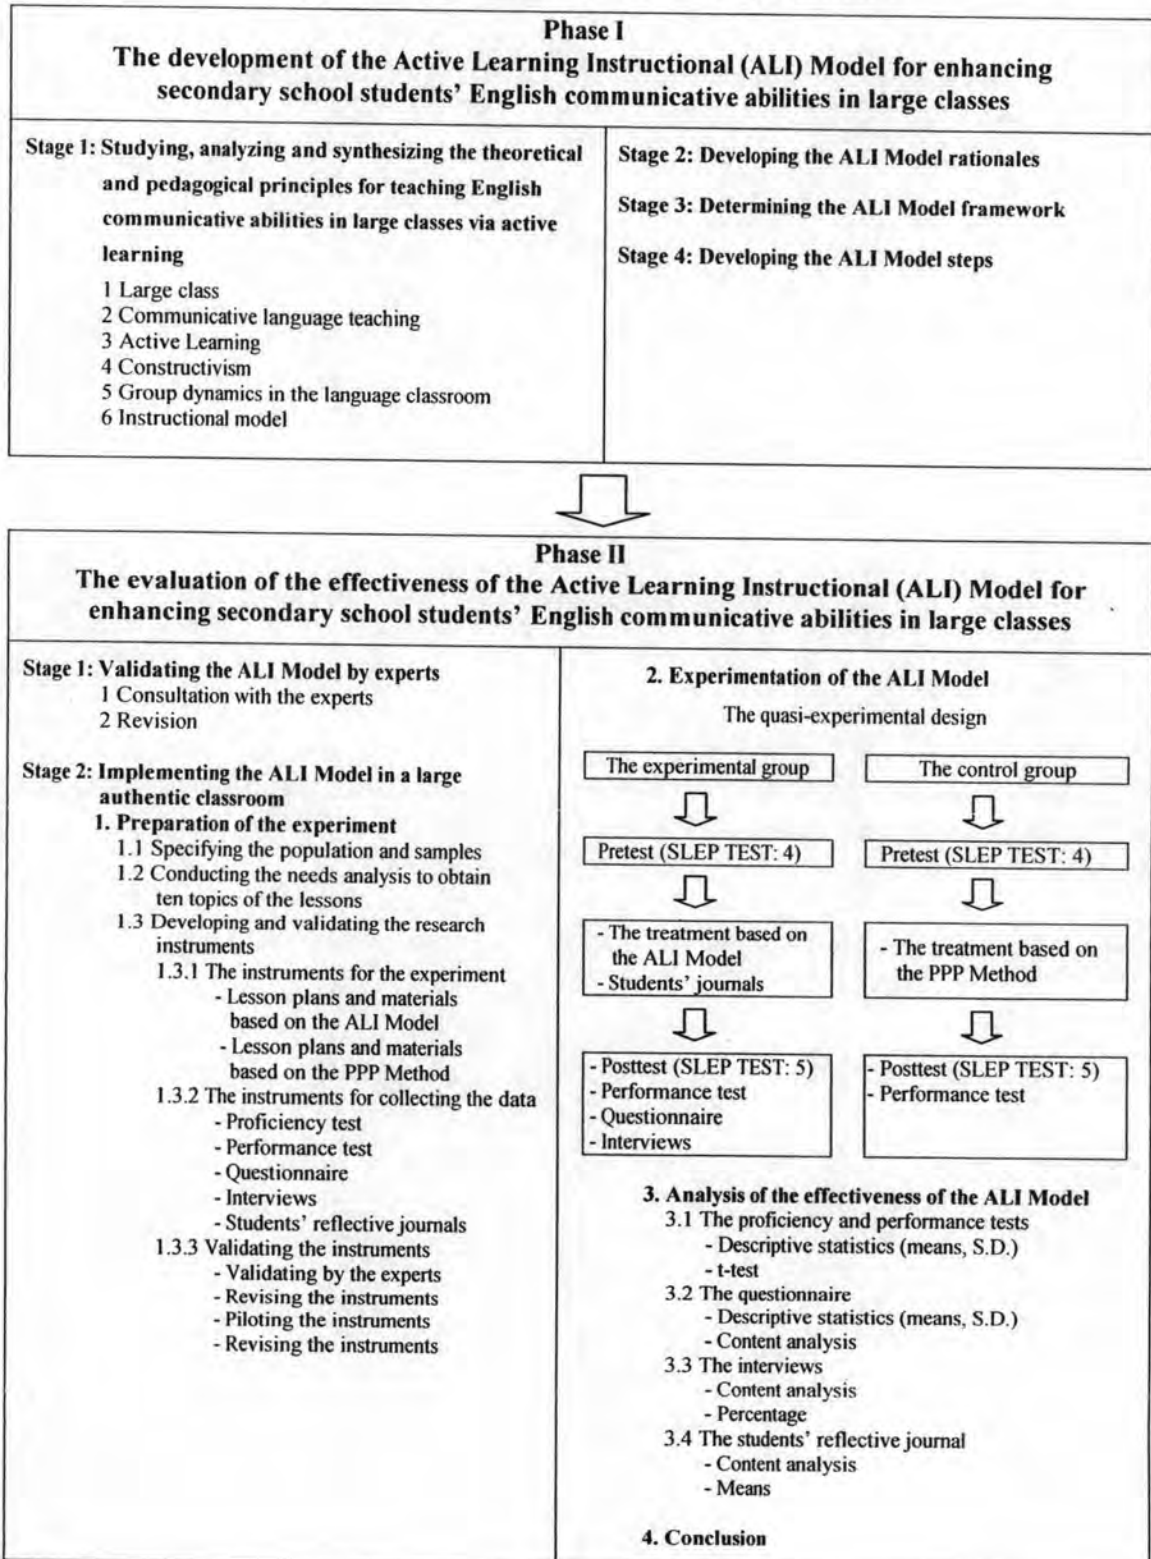 Phase I
The development of the Active Learning Instructional (ALI) Model for enhancing
secondary school students' English communicative abilities in large classes
Stage 1: Studying, analyzing and synthesizing the theoretical
and pedagogical principles for teaching English
communicative abilities in large classes via active
learning
1 Large class
2 Communicative language teaching
3 Active Learning
4 Constructivism
5 Group dynamics in the language classroom
6 Instructional model
Stage 2: Developing the ALI Model rationales
Stage 3: Determining the ALI Model framework
Stage 4: Developing the ALI Model steps
Phase II
The evaluation of the effectiveness of the Active Learning Instructional (ALI) Model for
enhancing secondary school students' English communicative abilities in large classes
Stage 1: Validating the ALI Model by experts
1 Consultation with the experts
2 Revision
Stage 2: Implementing the ALI Model in a large
authentic classroom
1. Preparation of the experiment
1.1 Specifying the population and samples
1.2 Conducting the needs analysis to obtain
ten topics of the lessons
1.3 Developing and validating the research
instruments
1.3.1 The instruments for the experiment
- Lesson plans and materials
based on the ALI Model
- Lesson plans and materials
based on the PPP Method
1.3.2 The instruments for collecting the data
- Proficiency test
- Performance test
- Questionnaire
- Interviews
- Students' reflective journals
1.3.3 Validating the instruments
- Validating by the experts
- Revising the instruments
- Piloting the instruments
- Revising the instruments
2. Experimentation of the ALI Model
The quasi-experimental design
The experimental group
Pretest (SLEP TEST: 4)
- The treatment based on
the ALI Model
- Students' journals
- Posttest (SLEP TEST: 5)
- Performance test
- Questionnaire
- Interviews
The control group
Pretest (SLEP TEST: 4)
- The treatment based on
the PPP Method
- Posttest (SLEP TEST: 5)
- Performance test
3. Analysis of the effectiveness of the ALI Model
3.1 The proficiency and performance tests
- Descriptive statistics (means, S.D.)
- t-test
3.2 The questionnaire
- Descriptive statistics (means, S.D.)
- Content analysis
3.3 The interviews
- Content analysis
- Percentage
3.4 The students' reflective journal
- Content analysis
- Means
4. Conclusion